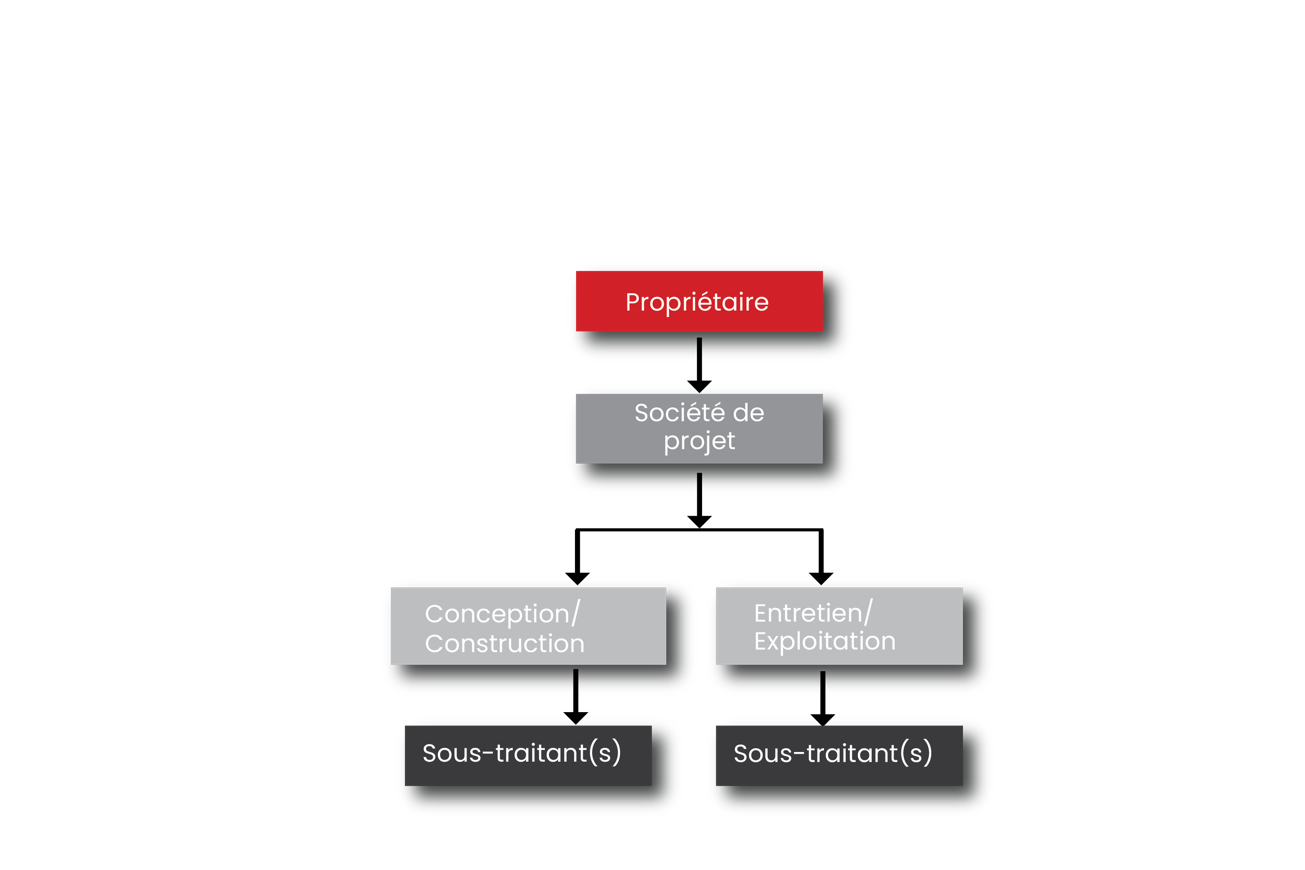 Propriétaire
Société de
projet
Conception/
Construction
Entretien/
Exploitation
Sous-traitant(s)
Sous-traitant(s)